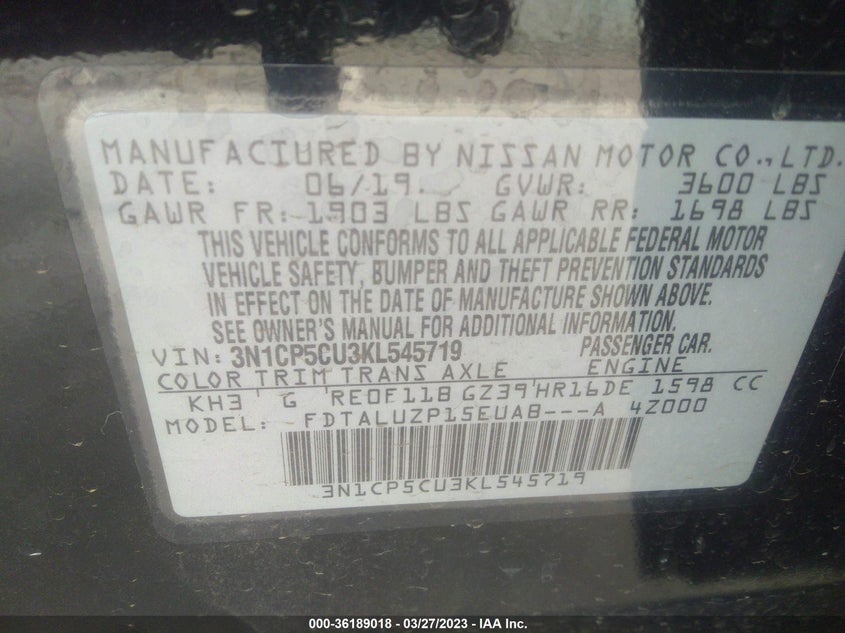 MANUFACTURED BY NISSAN MOTOR CO., LTD.
DATE: 06/19. GVWR: 3600 LBS
GAWR FR: 1903 LBS GAWR RR: 1698 LBS
THIS VEHICLE CONFORMS TO ALL APPLICABLE FEDERAL MOTOR
VEHICLE SAFETY, BUMPER AND THEFT PREVENTION STANDARDS
IN EFFECT ON THE DATE OF MANUFACTURE SHOWN ABOVE.
SEE OWNER'S MANUAL FOR ADDITIONAL INFORMATION.
VIN: 3N1CP5CU3KL545719 PASSENGER CAR.
COLOR TRIM TRANS AXLE ENGINE
KH3 G RE0F11B GZ39 HR16DE 1598 CC
MODEL: FDTALUZP15EUAB---A 4Z000
3N1CP5CU3KL545719
000-36189018 - 03/27/2023 - IAA Inc.